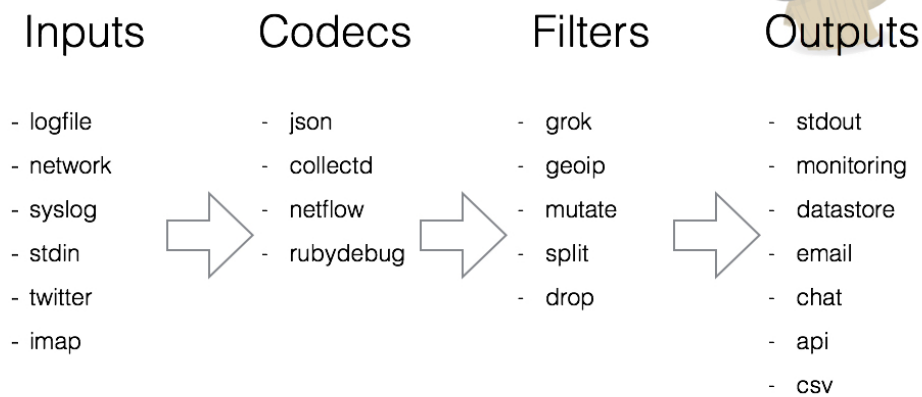 Inputs
- logfile
- network
- syslog
- stdin
- twitter
- imap
Codecs
- json
- collectd
- netflow
- rubydebug
Filters
- grok
- geoip
- mutate
- split
- drop
Outputs
- stdout
- monitoring
- datastore
- email
- chat
- api
- csv